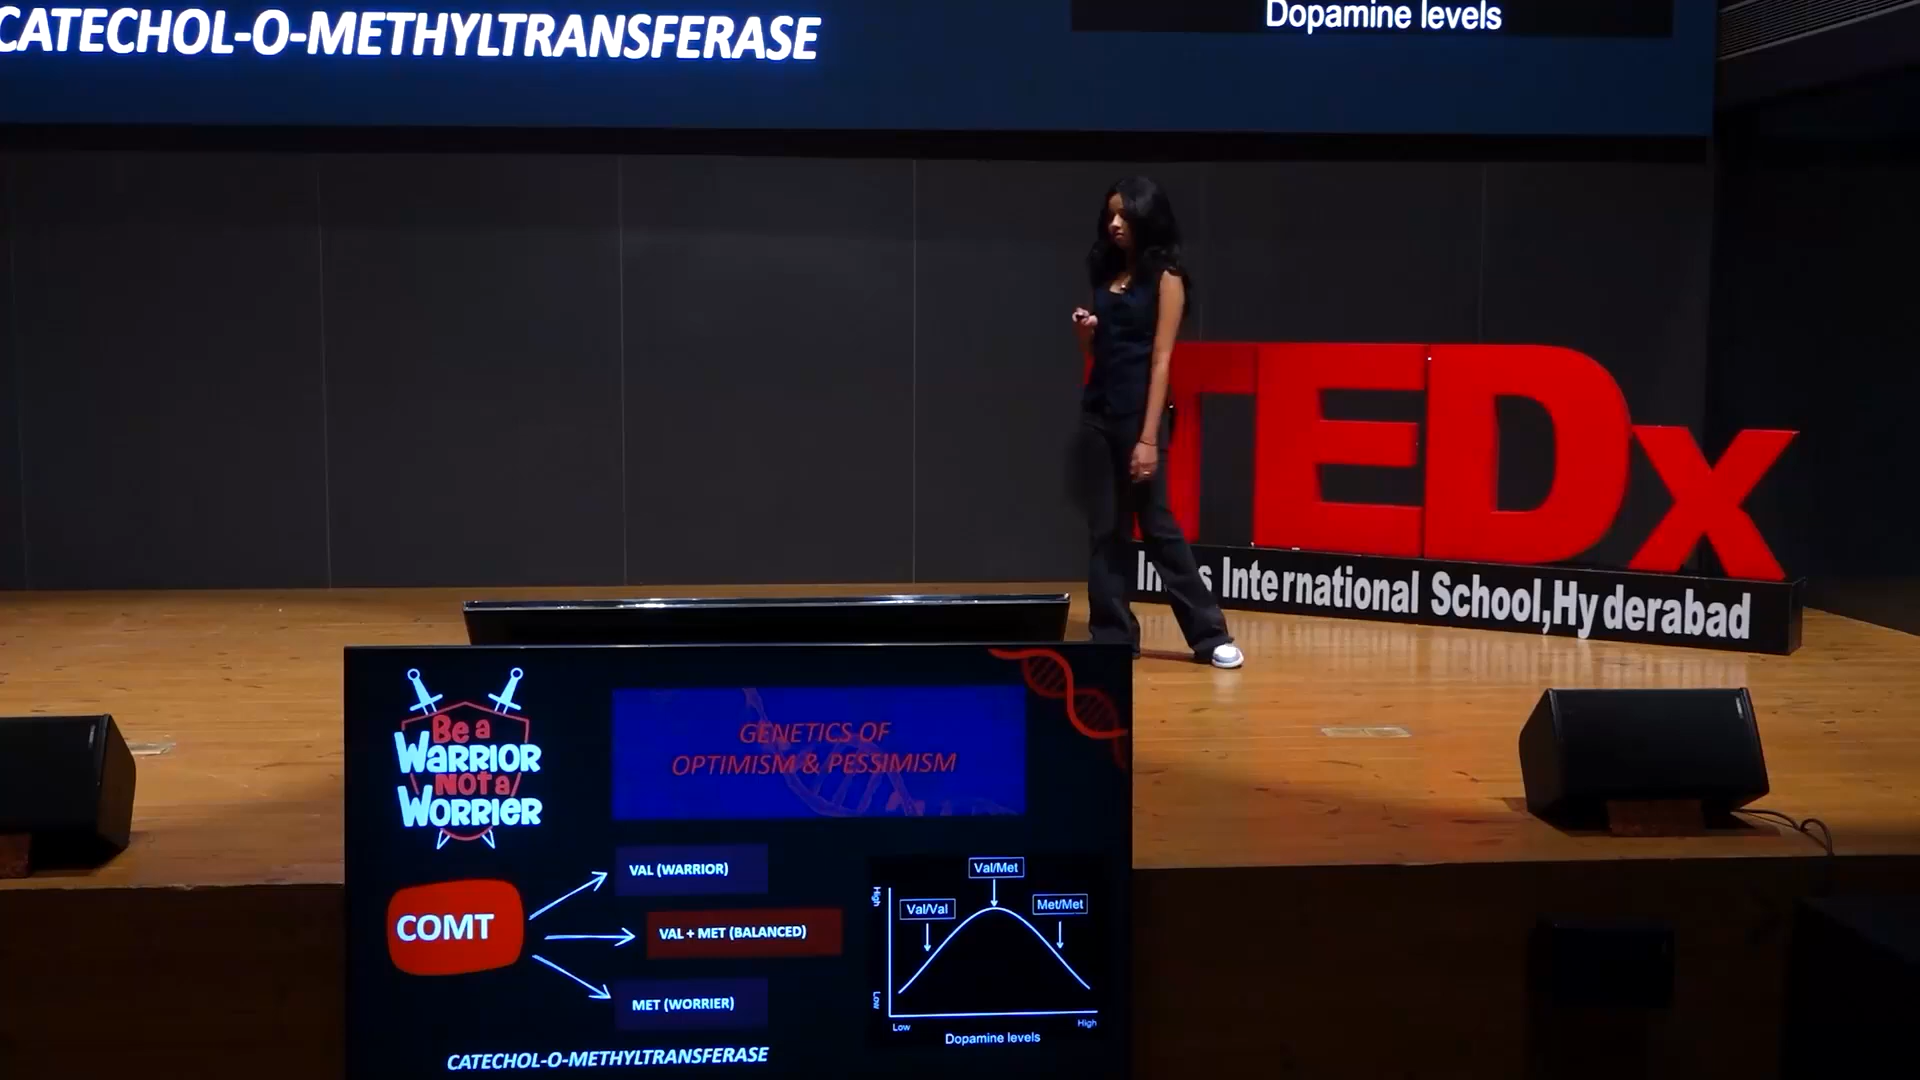 CATECHOL-O-METHYLTRANSFERASE
Dopamine levels
TEDx
International School,Hyderabad
Be a
WARRIOR
NOT a
WORRIER
GENETICS OF
OPTIMISM & PESSIMISM
COMT
VAL (WARRIOR)
VAL + MET (BALANCED)
MET (WORRIER)
CATECHOL-O-METHYLTRANSFERASE
Val/Met
Val/Val
Met/Met
High
Low
Low
High
Dopamine levels